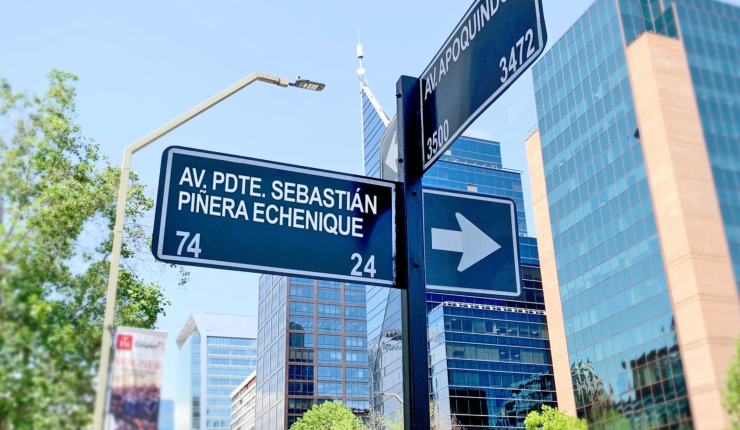 AV. APOQUINDO
3500 3472
AV. PDTE. SEBASTIÁN
PIÑERA ECHENIQUE
74 24